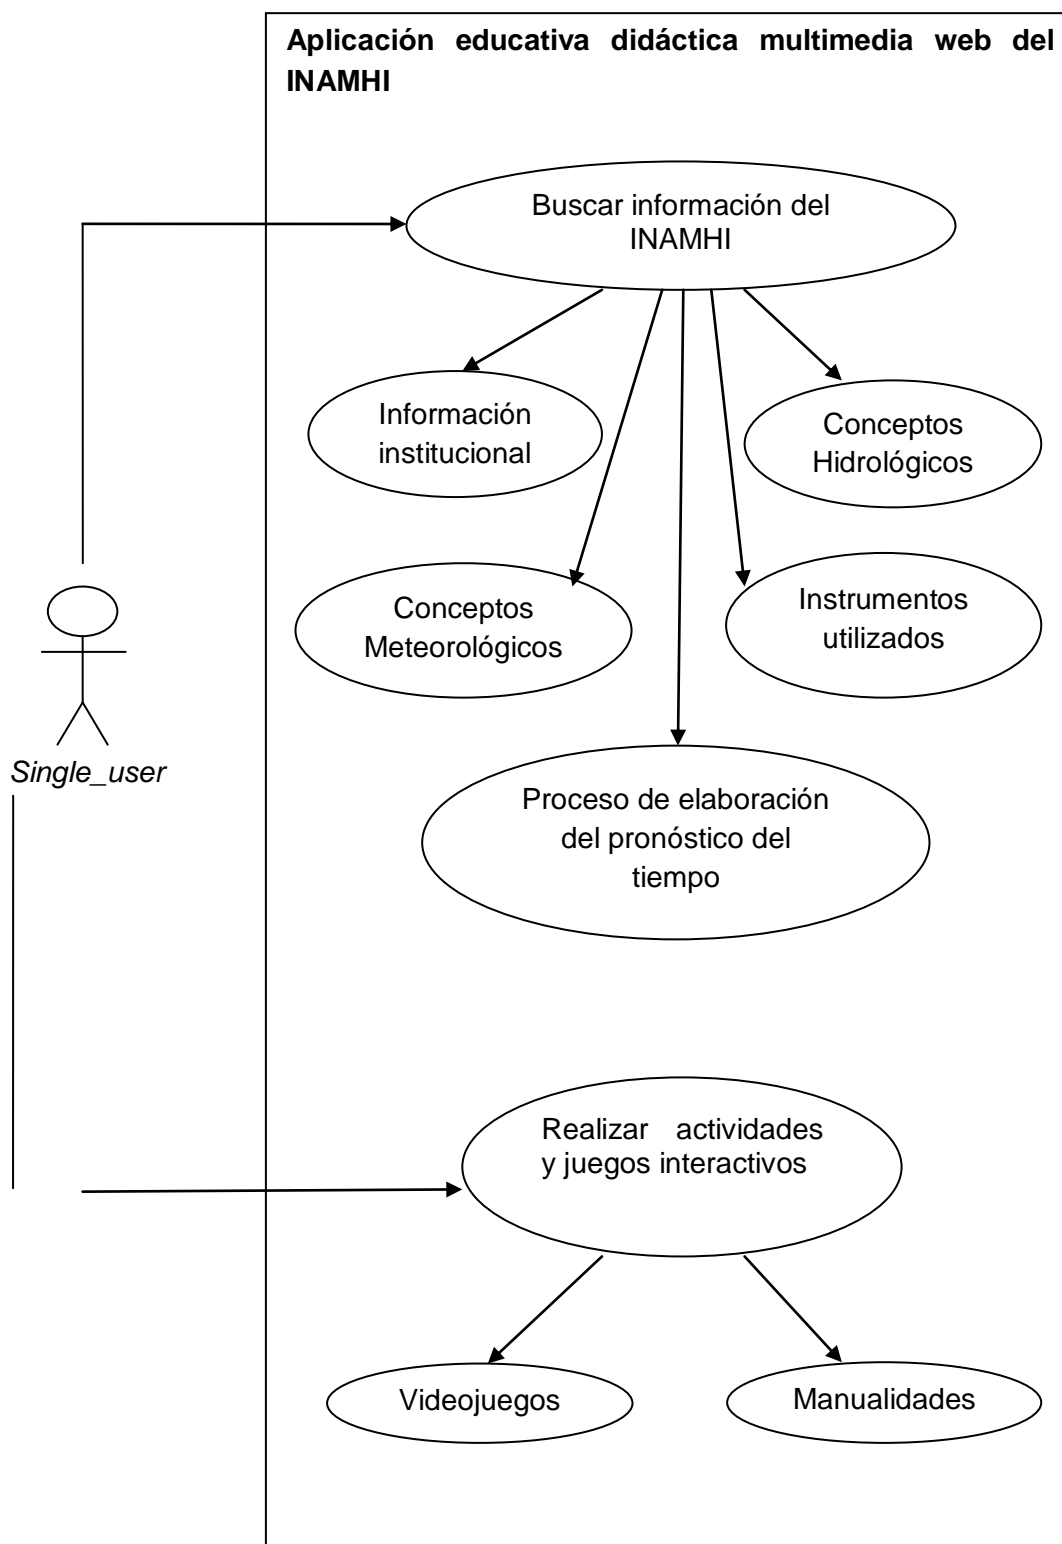 Aplicación educativa didáctica multimedia web del
INAMHI
Buscar información del
INAMHI
Información
institucional
Conceptos
Hidrológicos
Conceptos
Meteorológicos
Instrumentos
utilizados
Single_user
Proceso de elaboración
del pronóstico del
tiempo
Realizar actividades
y juegos interactivos
Videojuegos
Manualidades